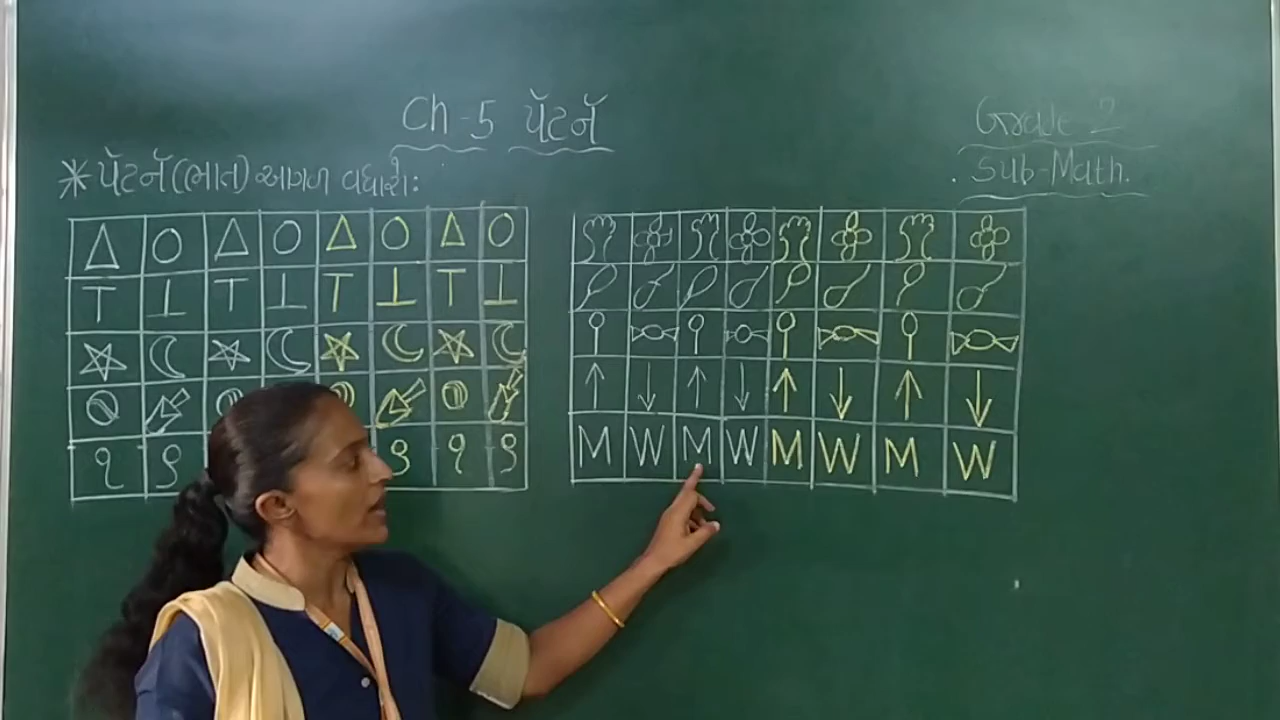 Ch-5 પૅટર્ન
Grade-2
Sub-Math.
* પૅટર્ન (ભાત) આગળ વધારો:
T ⊥ T ⊥ T ⊥ T ⊥
M W M W M W M W